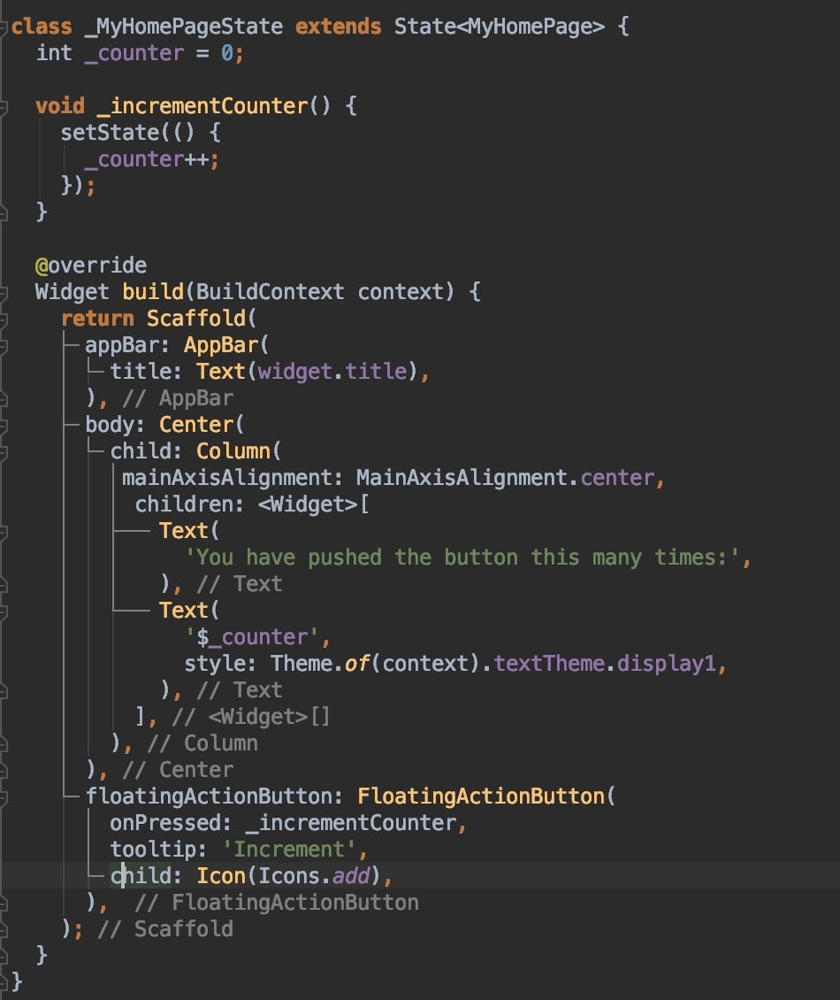 class _MyHomePageState extends State<MyHomePage> {
  int _counter = 0;

  void _incrementCounter() {
    setState(() {
      _counter++;
    });
  }

  @override
  Widget build(BuildContext context) {
    return Scaffold(
      appBar: AppBar(
        title: Text(widget.title),
      ), // AppBar
      body: Center(
        child: Column(
          mainAxisAlignment: MainAxisAlignment.center,
          children: <Widget>[
            Text(
              'You have pushed the button this many times:',
            ), // Text
            Text(
              '$_counter',
              style: Theme.of(context).textTheme.display1,
            ), // Text
          ], // <Widget>[]
        ), // Column
      ), // Center
      floatingActionButton: FloatingActionButton(
        onPressed: _incrementCounter,
        tooltip: 'Increment',
        child: Icon(Icons.add),
      ),  // FloatingActionButton
    ); // Scaffold
  }
}